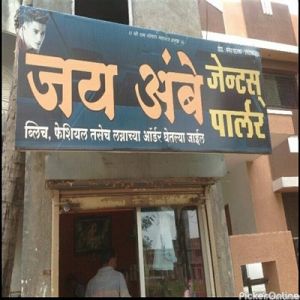 जय अंबे
जेन्टस्
पार्लर
ब्लिच, फेशियल तसेच लग्नाच्या ऑर्डर घेतल्या जाईल
PickerOnline